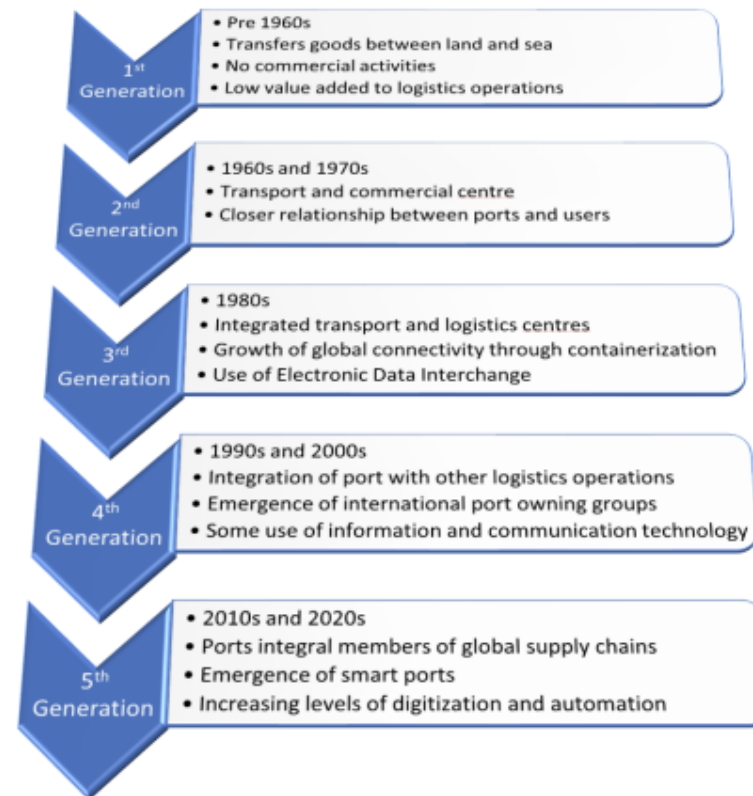 1st
Generation
• Pre 1960s
• Transfers goods between land and sea
• No commercial activities
• Low value added to logistics operations
2nd
Generation
• 1960s and 1970s
• Transport and commercial centre
• Closer relationship between ports and users
3rd
Generation
• 1980s
• Integrated transport and logistics centres
• Growth of global connectivity through containerization
• Use of Electronic Data Interchange
4th
Generation
• 1990s and 2000s
• Integration of port with other logistics operations
• Emergence of international port owning groups
• Some use of information and communication technology
5th
Generation
• 2010s and 2020s
• Ports integral members of global supply chains
• Emergence of smart ports
• Increasing levels of digitization and automation